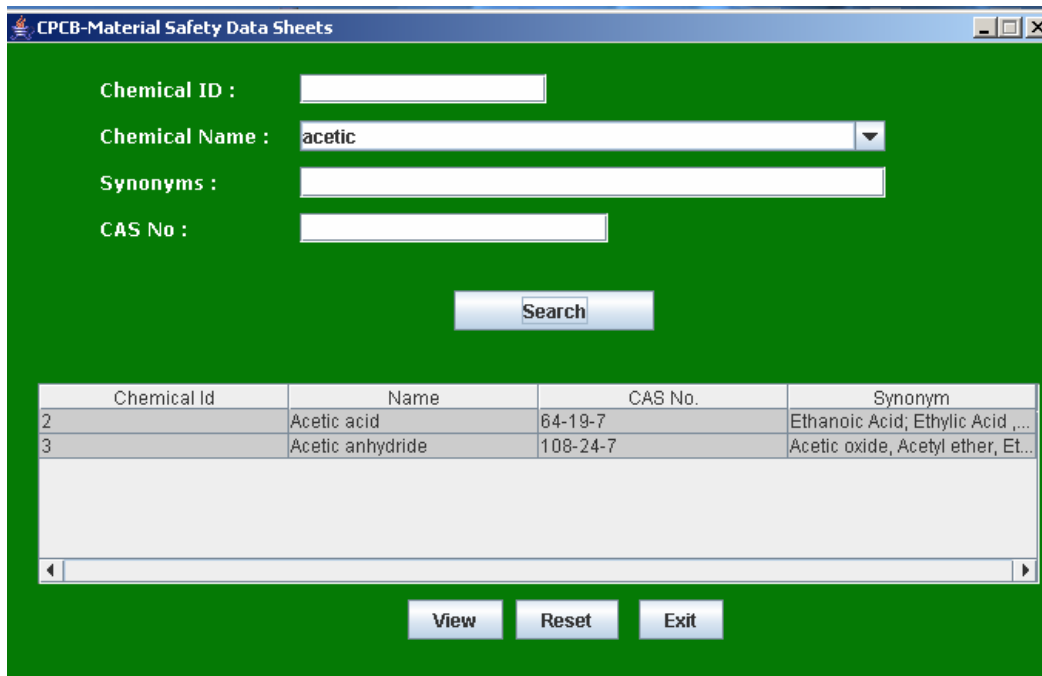 CPCB-Material Safety Data Sheets
Chemical ID :
Chemical Name : acetic
Synonyms :
CAS No :
Search
Chemical Id Name CAS No. Synonym
2 Acetic acid 64-19-7 Ethanoic Acid; Ethylic Acid ,...
3 Acetic anhydride 108-24-7 Acetic oxide, Acetyl ether, Et...
View Reset Exit